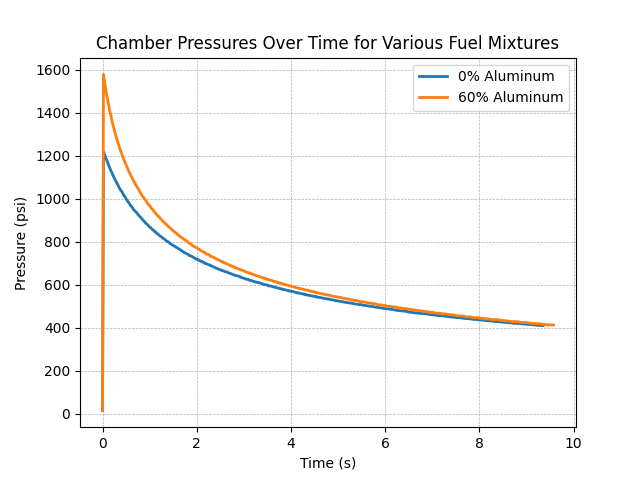 Chamber Pressures Over Time for Various Fuel Mixtures
0% Aluminum
60% Aluminum
Pressure (psi)
1600
1400
1200
1000
800
600
400
200
0
0 2 4 6 8 10
Time (s)